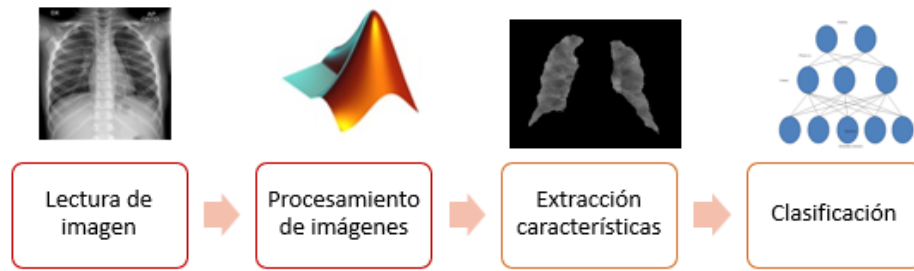 Lectura de
imagen
Procesamiento
de imágenes
Extracción
características
Clasificación